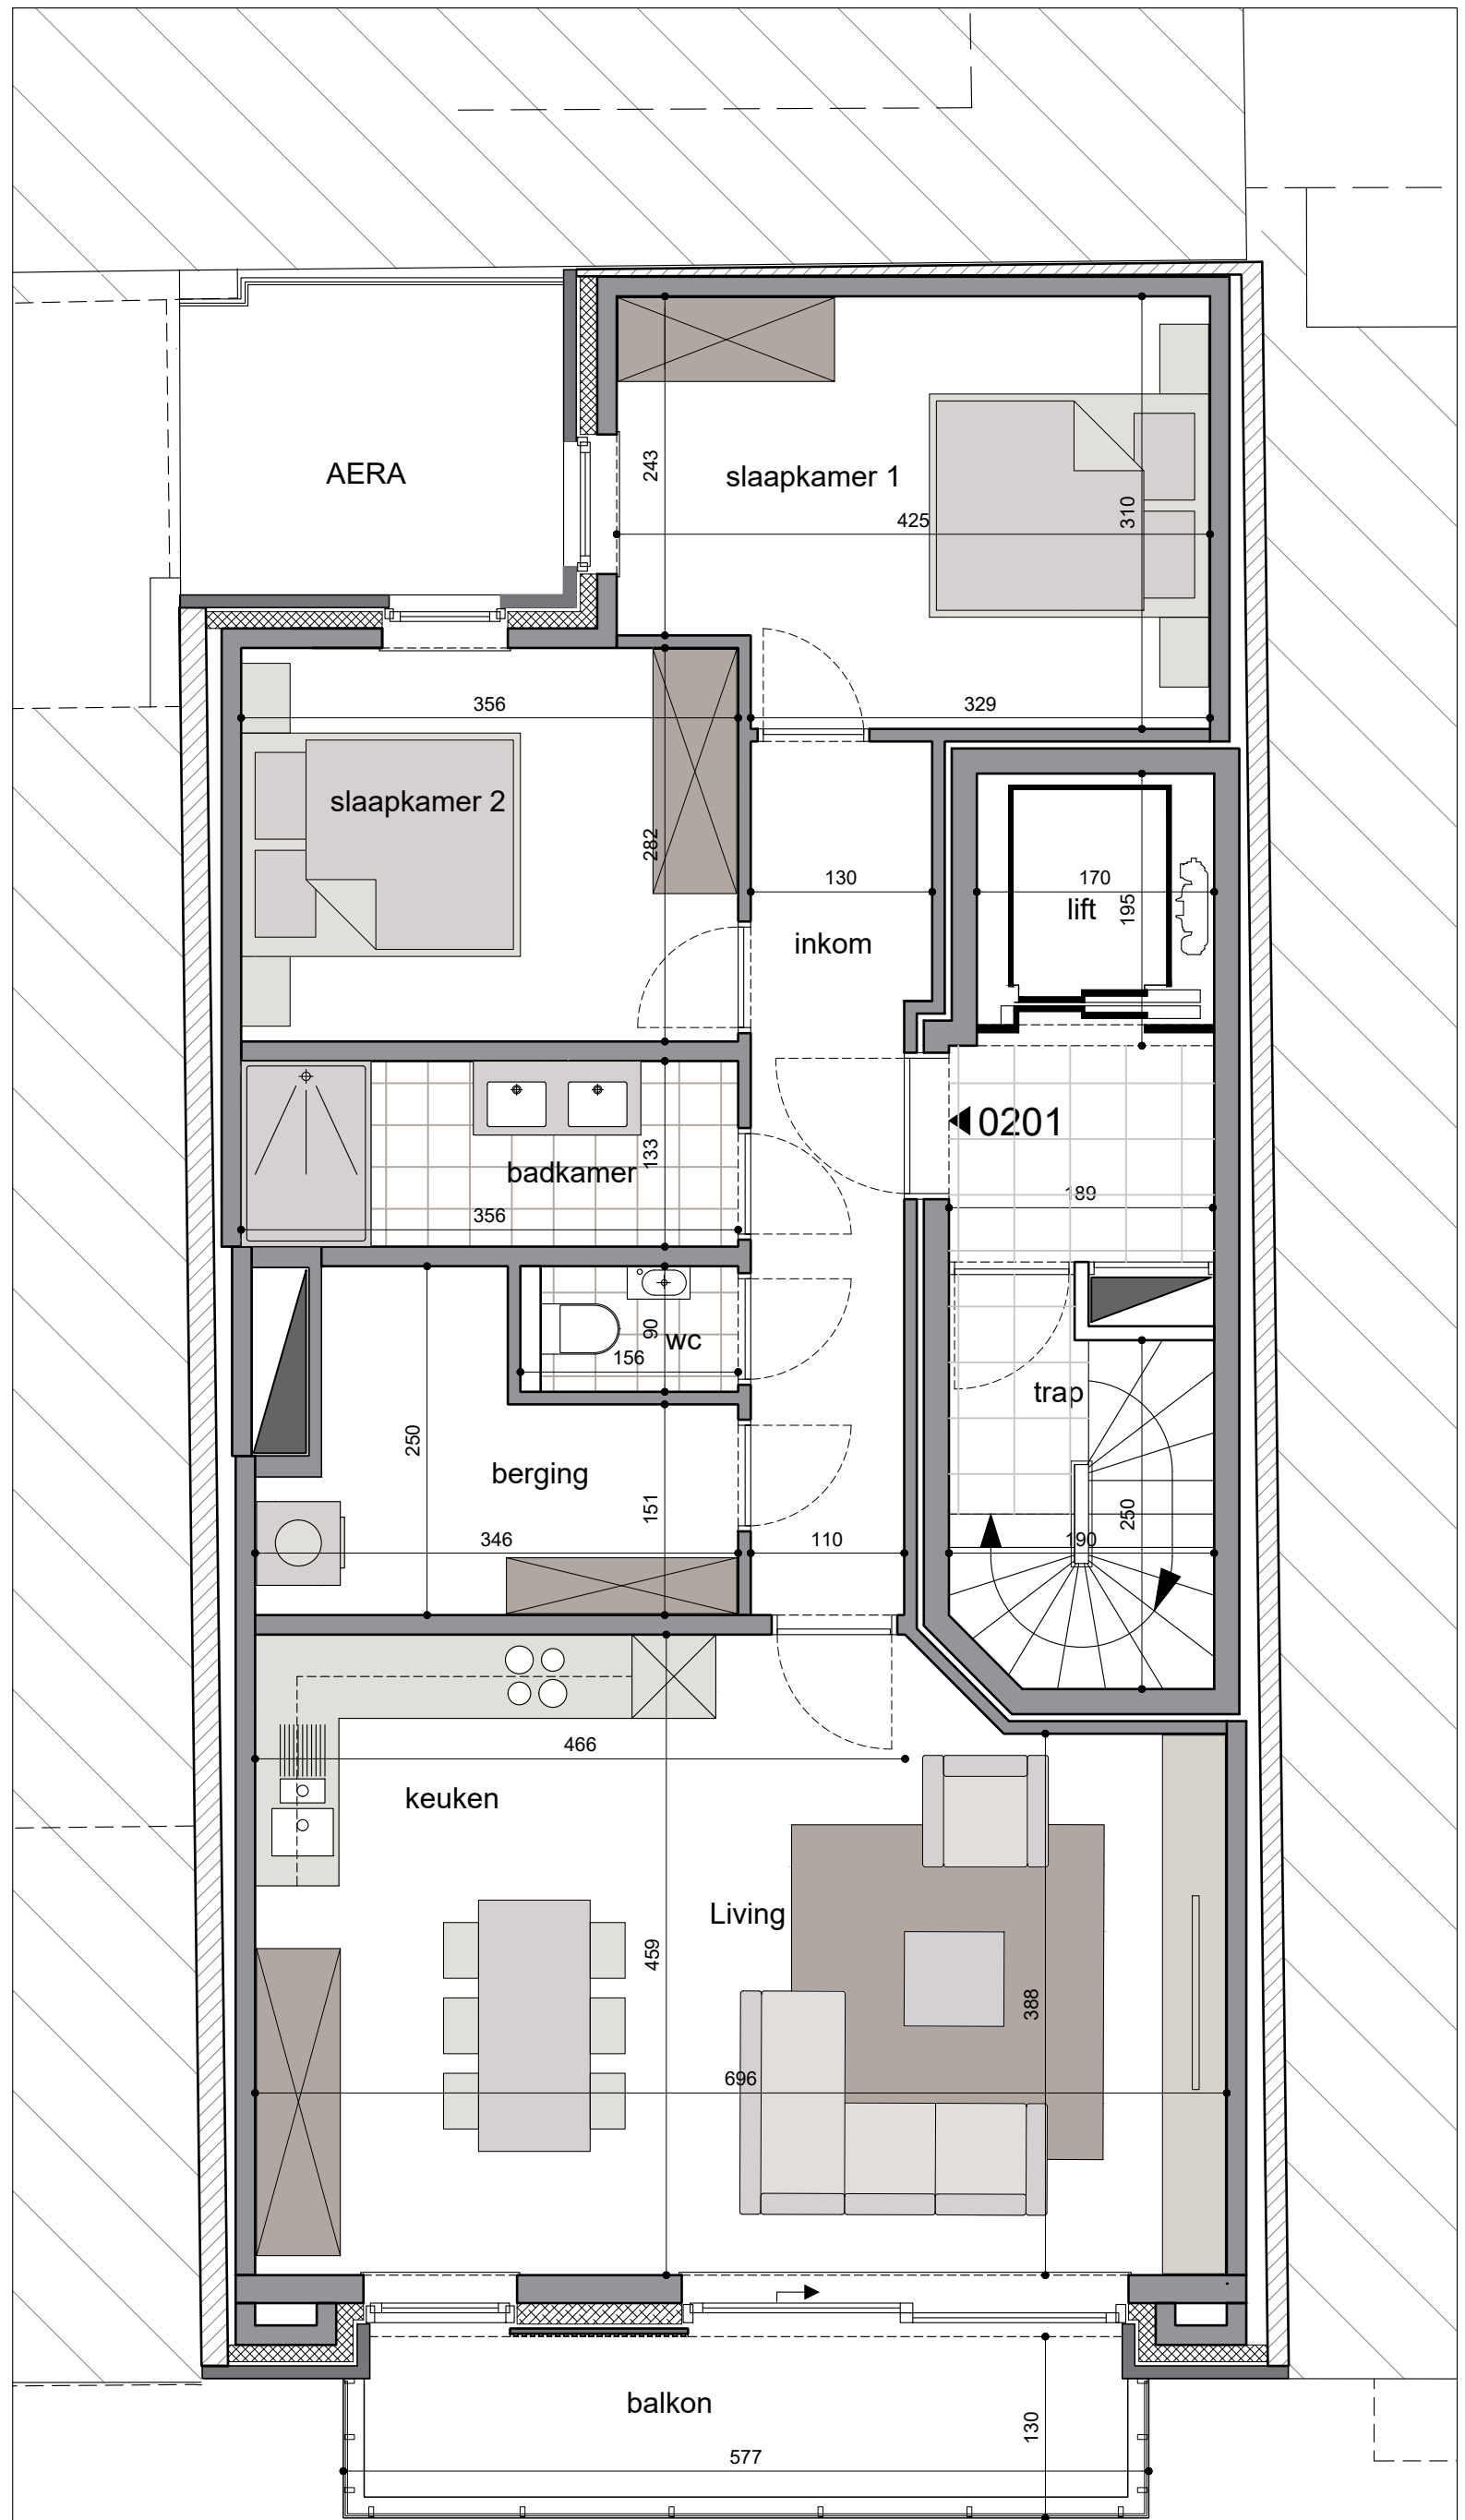 AERA
243
slaapkamer 1
425
310
356
329
slaapkamer 2
282
130
170
lift
195
inkom
0201
133
badkamer
356
189
90
wc
156
trap
250
berging
151
346
110
250
190
466
keuken
Living
459
388
696
balkon
130
577